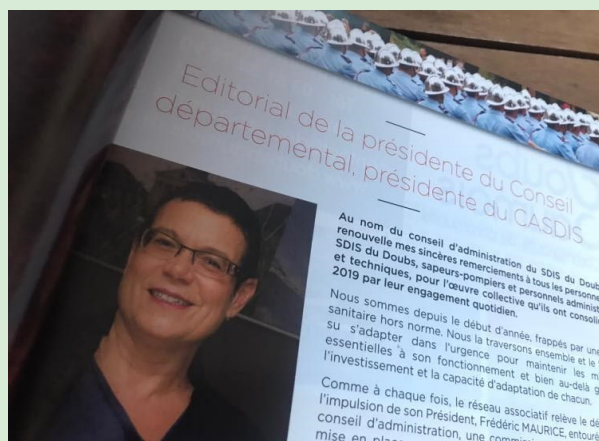 Editorial de la présidente du Conseil
départemental, présidente du CASDIS
Au nom du conseil d'administration du SDIS du Doubs
renouvelle mes sincères remerciements à tous les
SDIS du Doubs, sapeurs-pompiers et personnels
et techniques, pour l'œuvre collective qu'ils ont
2019 par leur engagement quotidien.
Nous sommes depuis le début d'année, frappés par une
sanitaire hors norme. Nous la traversons ensemble et le
su s'adapter dans l'urgence pour maintenir les
essentielles à son fonctionnement et bien au-delà
l'investissement et la capacité d'adaptation de chacun.
Comme à chaque fois, le réseau associatif relève le
l'impulsion de son Président, Frédéric MAURICE,
conseil d'administration, une
mise en